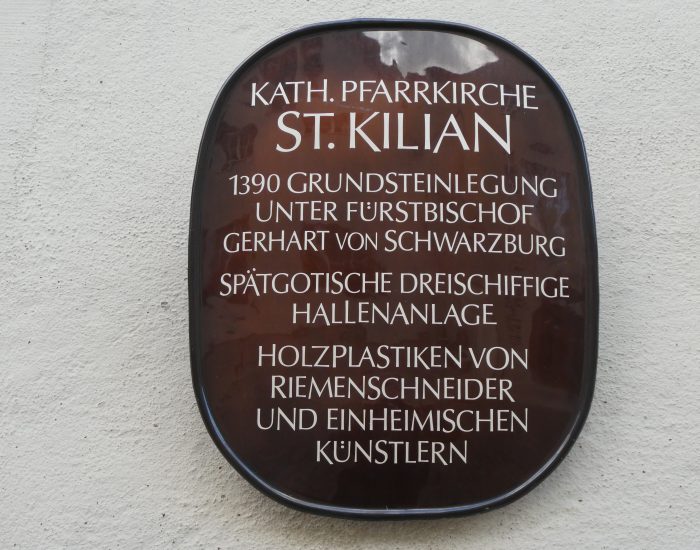 KATH. PFARRKIRCHE
ST. KILIAN
1390 GRUNDSTEINLEGUNG
UNTER FÜRSTBISCHOF
GERHART VON SCHWARZBURG
SPÄTGOTISCHE DREISCHIFFIGE
HALLENANLAGE
HOLZPLASTIKEN VON
RIEMENSCHNEIDER
UND EINHEIMISCHEN
KÜNSTLERN